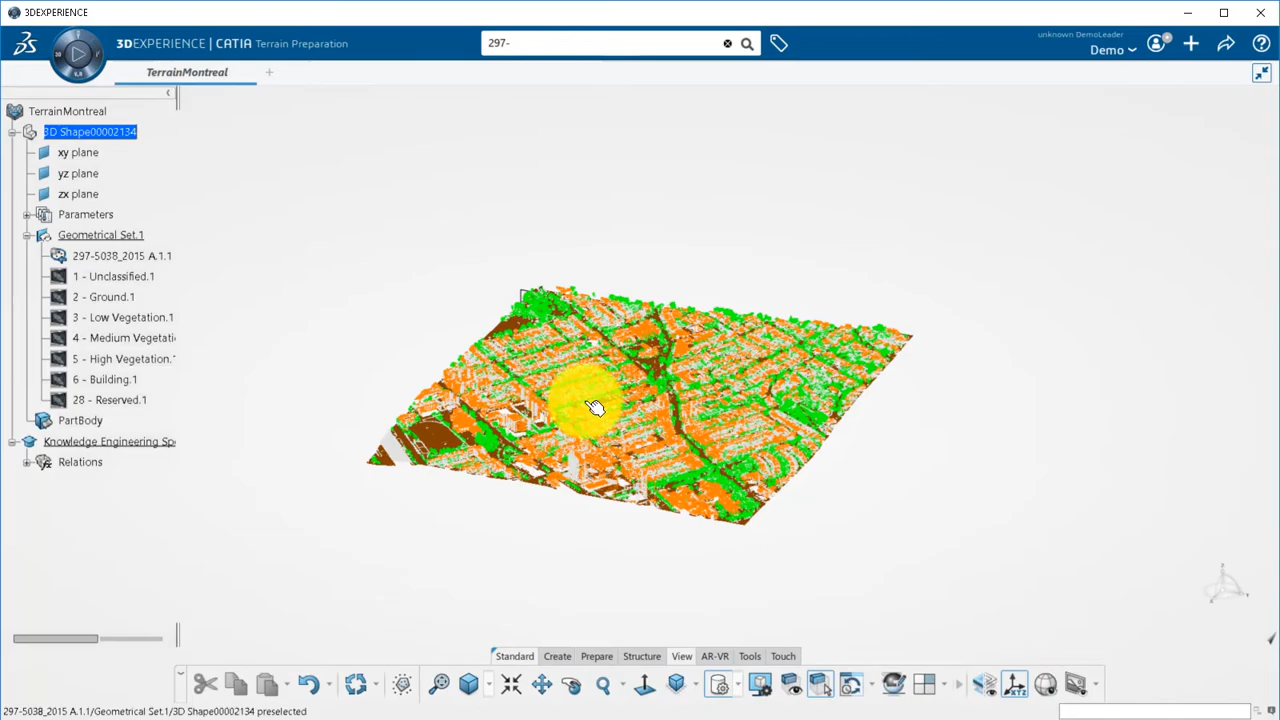 3DEXPERIENCE
3DEXPERIENCE | CATIA Terrain Preparation
297-
unknown DemoLeader
Demo
TerrainMontreal
TerrainMontreal
3D Shape00002134
xy plane
yz plane
zx plane
Parameters
Geometrical Set.1
297-5038_2015 A.1.1
1 - Unclassified.1
2 - Ground.1
3 - Low Vegetation.1
4 - Medium Vegetati
5 - High Vegetation.
6 - Building.1
28 - Reserved.1
PartBody
Knowledge Engineering Sp
Relations
Standard Create Prepare Structure View AR-VR Tools Touch
297-5038_2015 A.1.1/Geometrical Set.1/3D Shape00002134 preselected